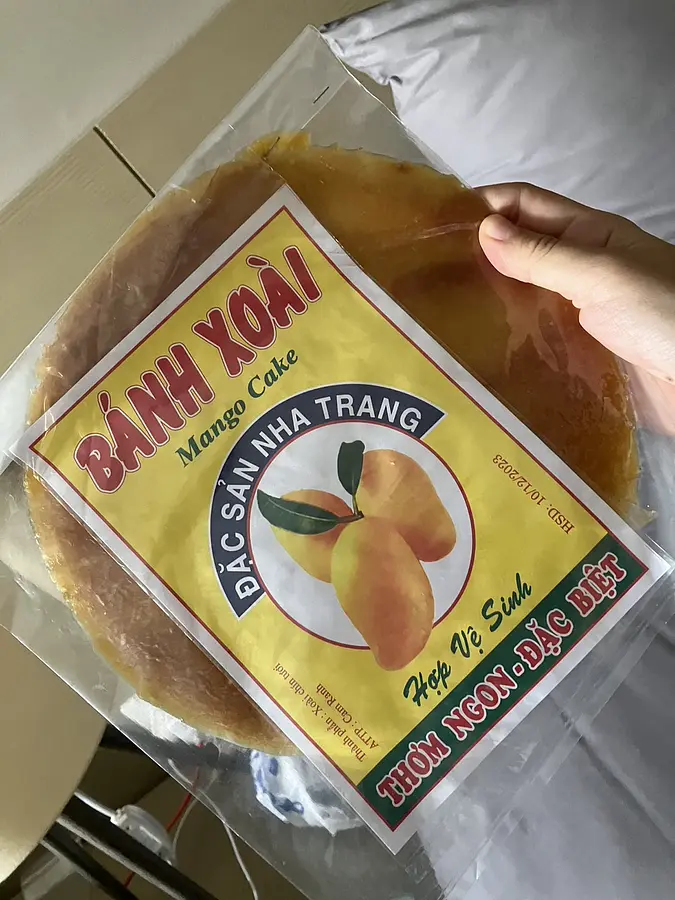 BÁNH XOÀI
Mango Cake
ĐẶC SẢN NHA TRANG
HSD: 10/12/2023
Hợp Vệ Sinh
Thành phần : Xoài chín tươi
ATTP : Cam Ranh
THƠM NGON - ĐẶC BIỆT